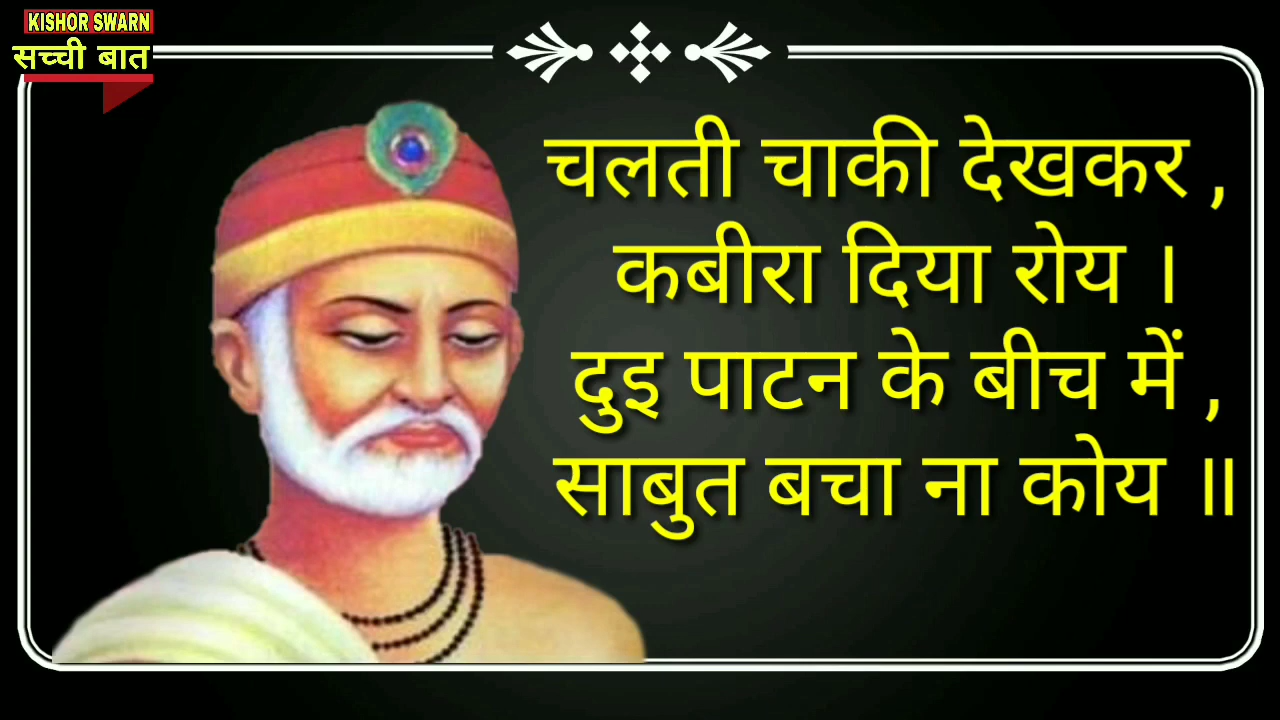 KISHOR SWARN
सच्ची बात
चलती चाकी देखकर ,
कबीरा दिया रोय ।
दुइ पाटन के बीच में ,
साबुत बचा ना कोय ॥